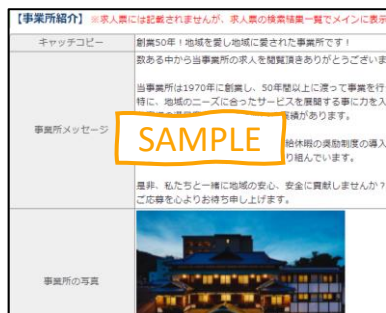 【事業所紹介】 ※求人票には記載されませんが、求人票の検索結果一覧でメインに表示
キャッチコピー
創業50年!地域を愛し地域に愛された事業所です!
事業所メッセージ
数ある中から当事業所の求人を閲覧頂きありがとうございま
当事業所は1970年に創業し、50年間以上に渡って事業を行
特に、地域のニーズに合ったサービスを展開する事に力を入
実績があります。
SAMPLE
給休暇の奨励制度の導入
り組んでいます。
是非、私たちと一緒に地域の安心、安全に貢献しませんか?
ご応募を心よりお待ち申し上げます。
事業所の写真